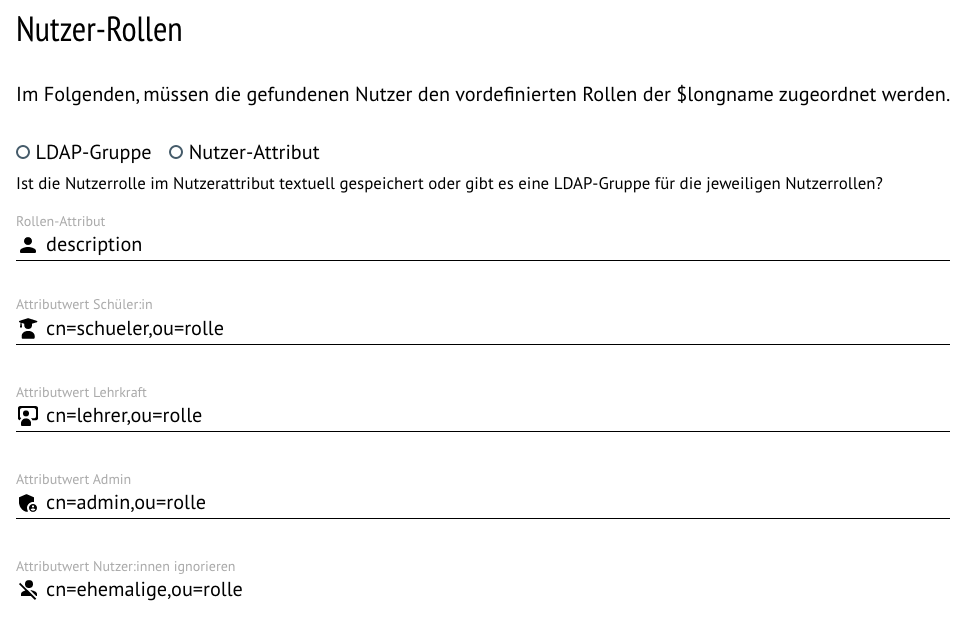 Nutzer-Rollen
Im Folgenden, müssen die gefundenen Nutzer den vordefinierten Rollen der $longname zugeordnet werden.
LDAP-Gruppe Nutzer-Attribut
Ist die Nutzerrolle im Nutzerattribut textuell gespeichert oder gibt es eine LDAP-Gruppe für die jeweiligen Nutzerrollen?
Rollen-Attribut
description
Attributwert Schüler:in
cn=schueler,ou=rolle
Attributwert Lehrkraft
cn=lehrer,ou=rolle
Attributwert Admin
cn=admin,ou=rolle
Attributwert Nutzer:innen ignorieren
cn=ehemalige,ou=rolle